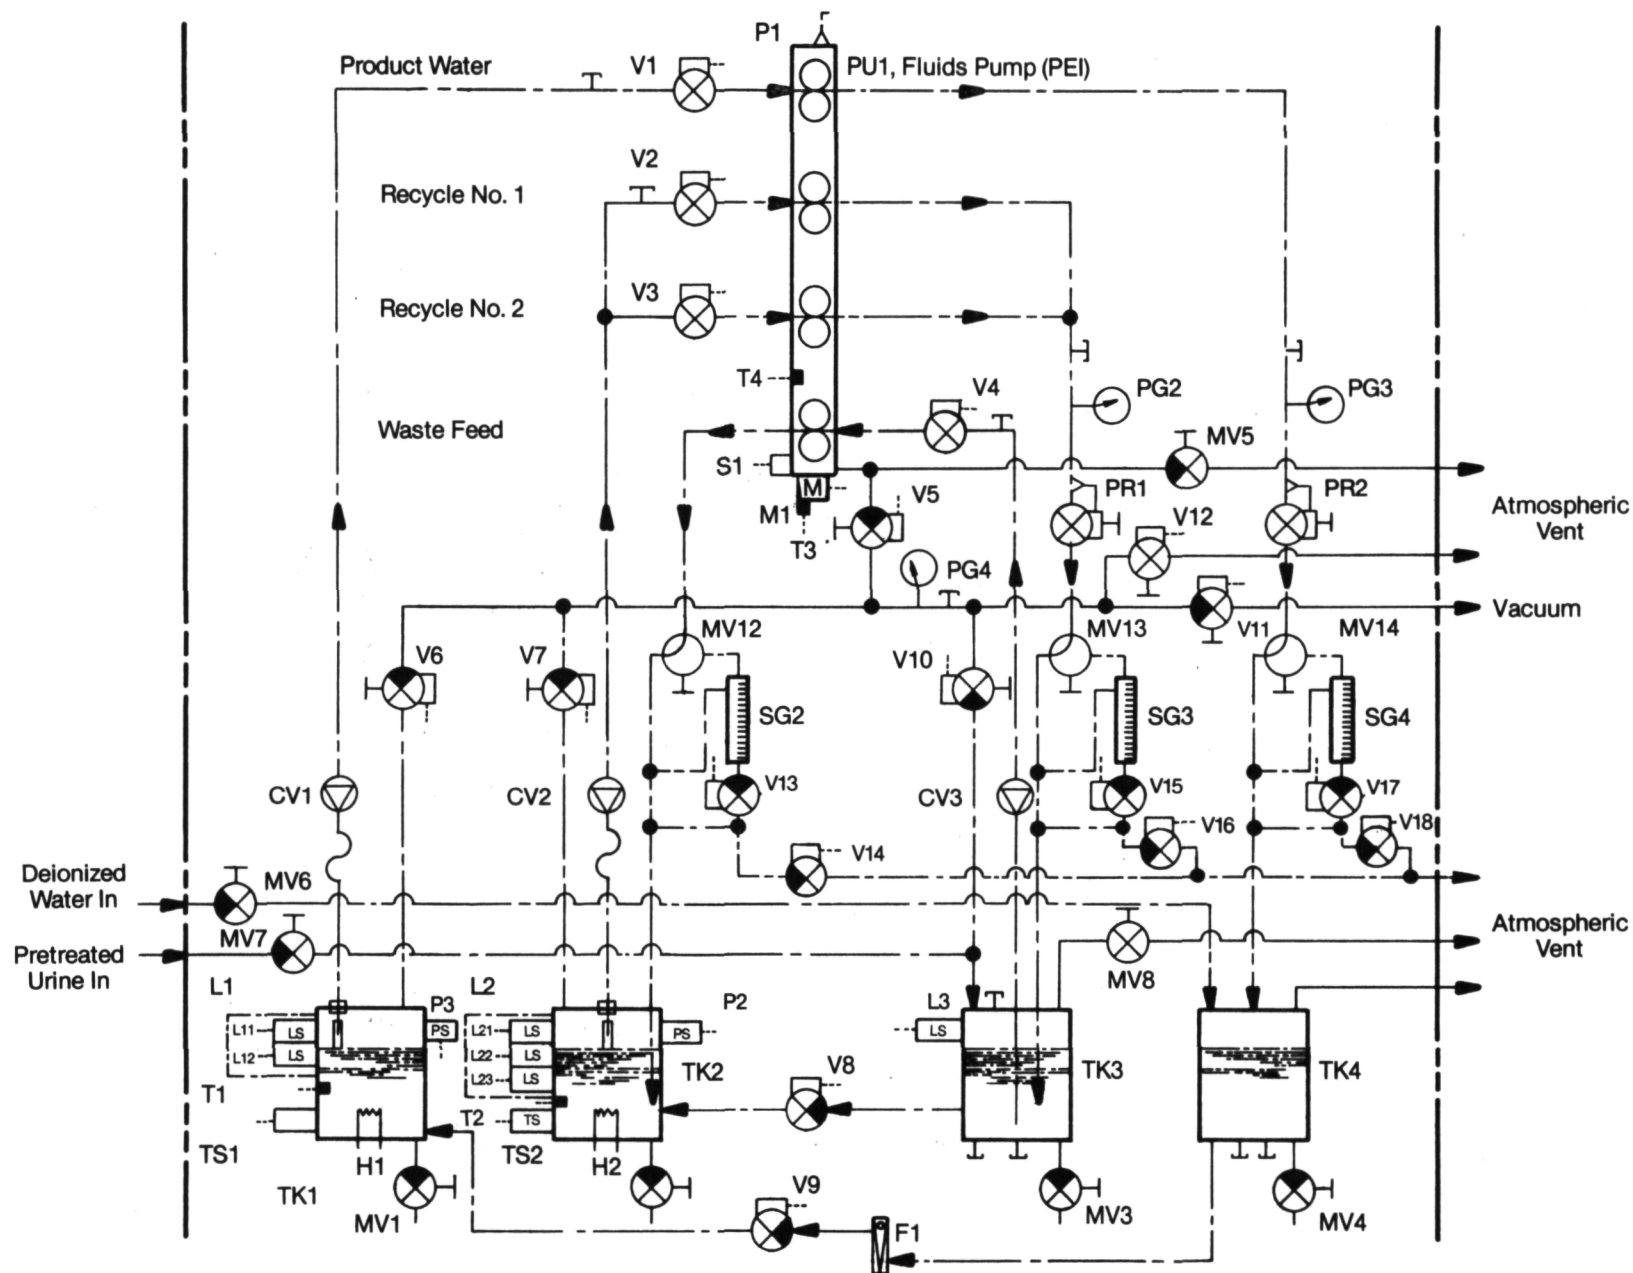 P1
Product Water
V1
PU1, Fluids Pump (PEI)
V2
Recycle No. 1
V3
Recycle No. 2
T4
V4
PG2
PG3
Waste Feed
MV5
S1
M
V5
PR1
PR2
M1
V12
Atmospheric
Vent
T3
PG4
Vacuum
MV12
MV13
V11
MV14
V6
V7
V10
SG2
SG3
SG4
CV1
CV2
V13
CV3
V15
V17
V16
V18
V14
Deionized
Water In
MV6
MV7
Atmospheric
Vent
Pretreated
Urine In
MV8
L1
L2
P3
P2
L3
L11
LS
PS
L21
LS
PS
LS
L12
LS
L22
LS
L23
LS
TK2
V8
TK3
TK4
T1
T2
TS
TS1
H1
TS2
H2
TK1
V9
MV1
MV3
MV4
F1